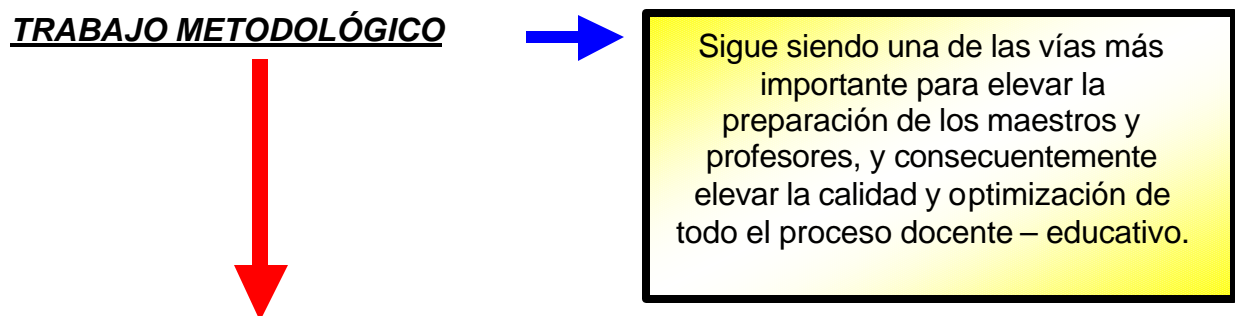 TRABAJO METODOLÓGICO
Sigue siendo una de las vías más
importante para elevar la
preparación de los maestros y
profesores, y consecuentemente
elevar la calidad y optimización de
todo el proceso docente – educativo.